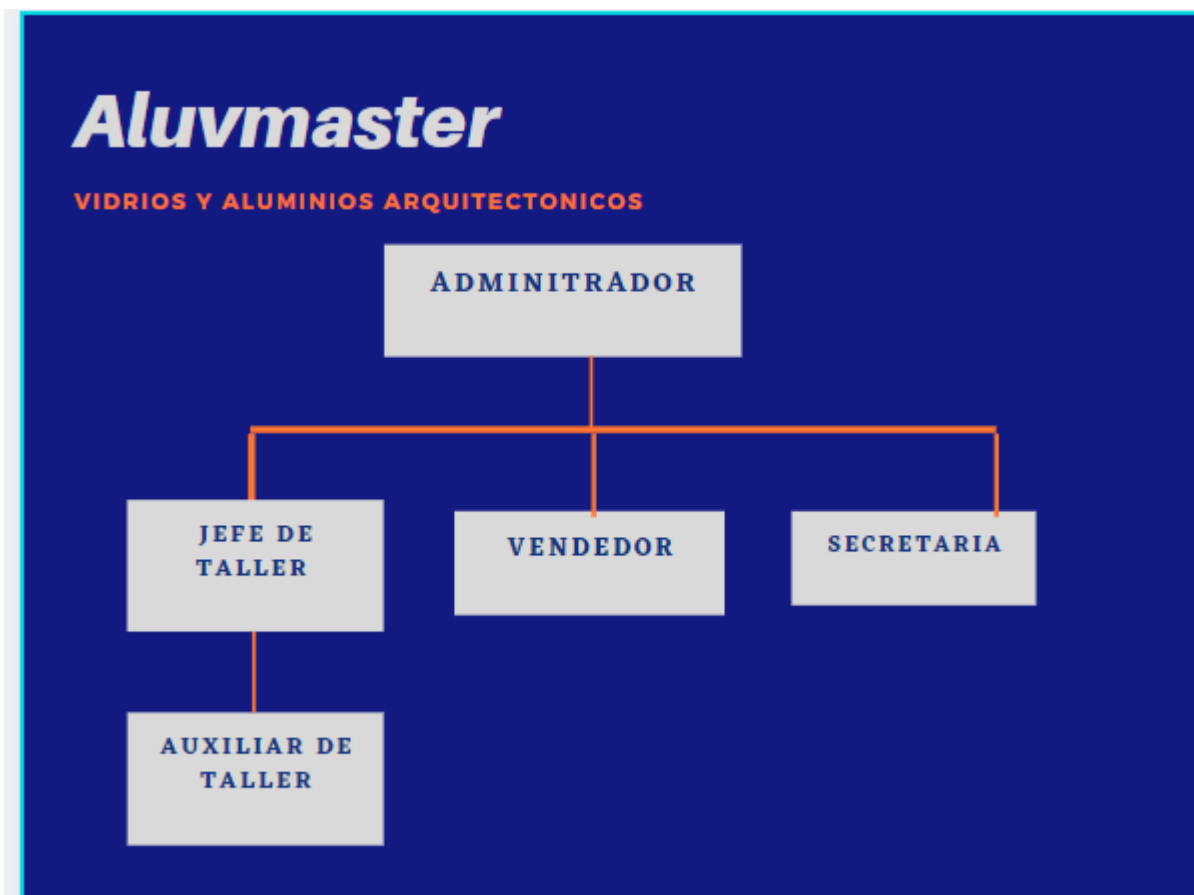 Aluvmaster
VIDRIOS Y ALUMINIOS ARQUITECTONICOS
ADMINITRADOR
JEFE DE
TALLER
VENDEDOR
SECRETARIA
AUXILIAR DE
TALLER